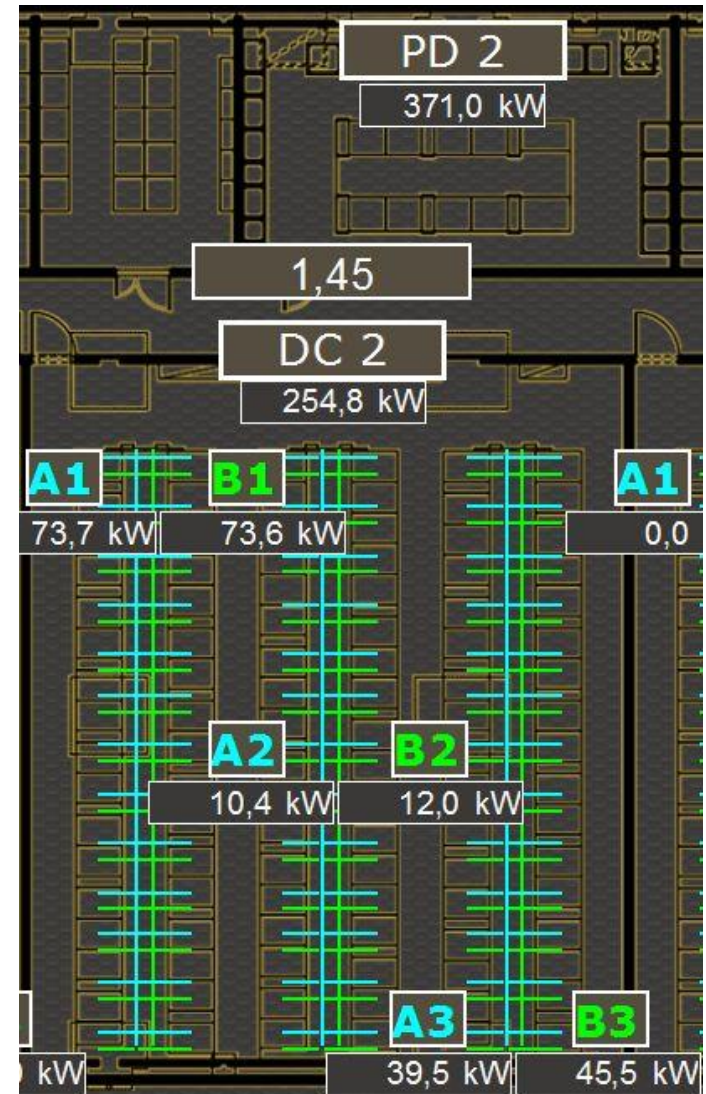 PD 2
371,0 kW
1,45
DC 2
254,8 kW
A1 B1 A1
73,7 kW 73,6 kW 0,0
A2 B2
10,4 kW 12,0 kW
A3 B3
kW 39,5 kW 45,5 kW